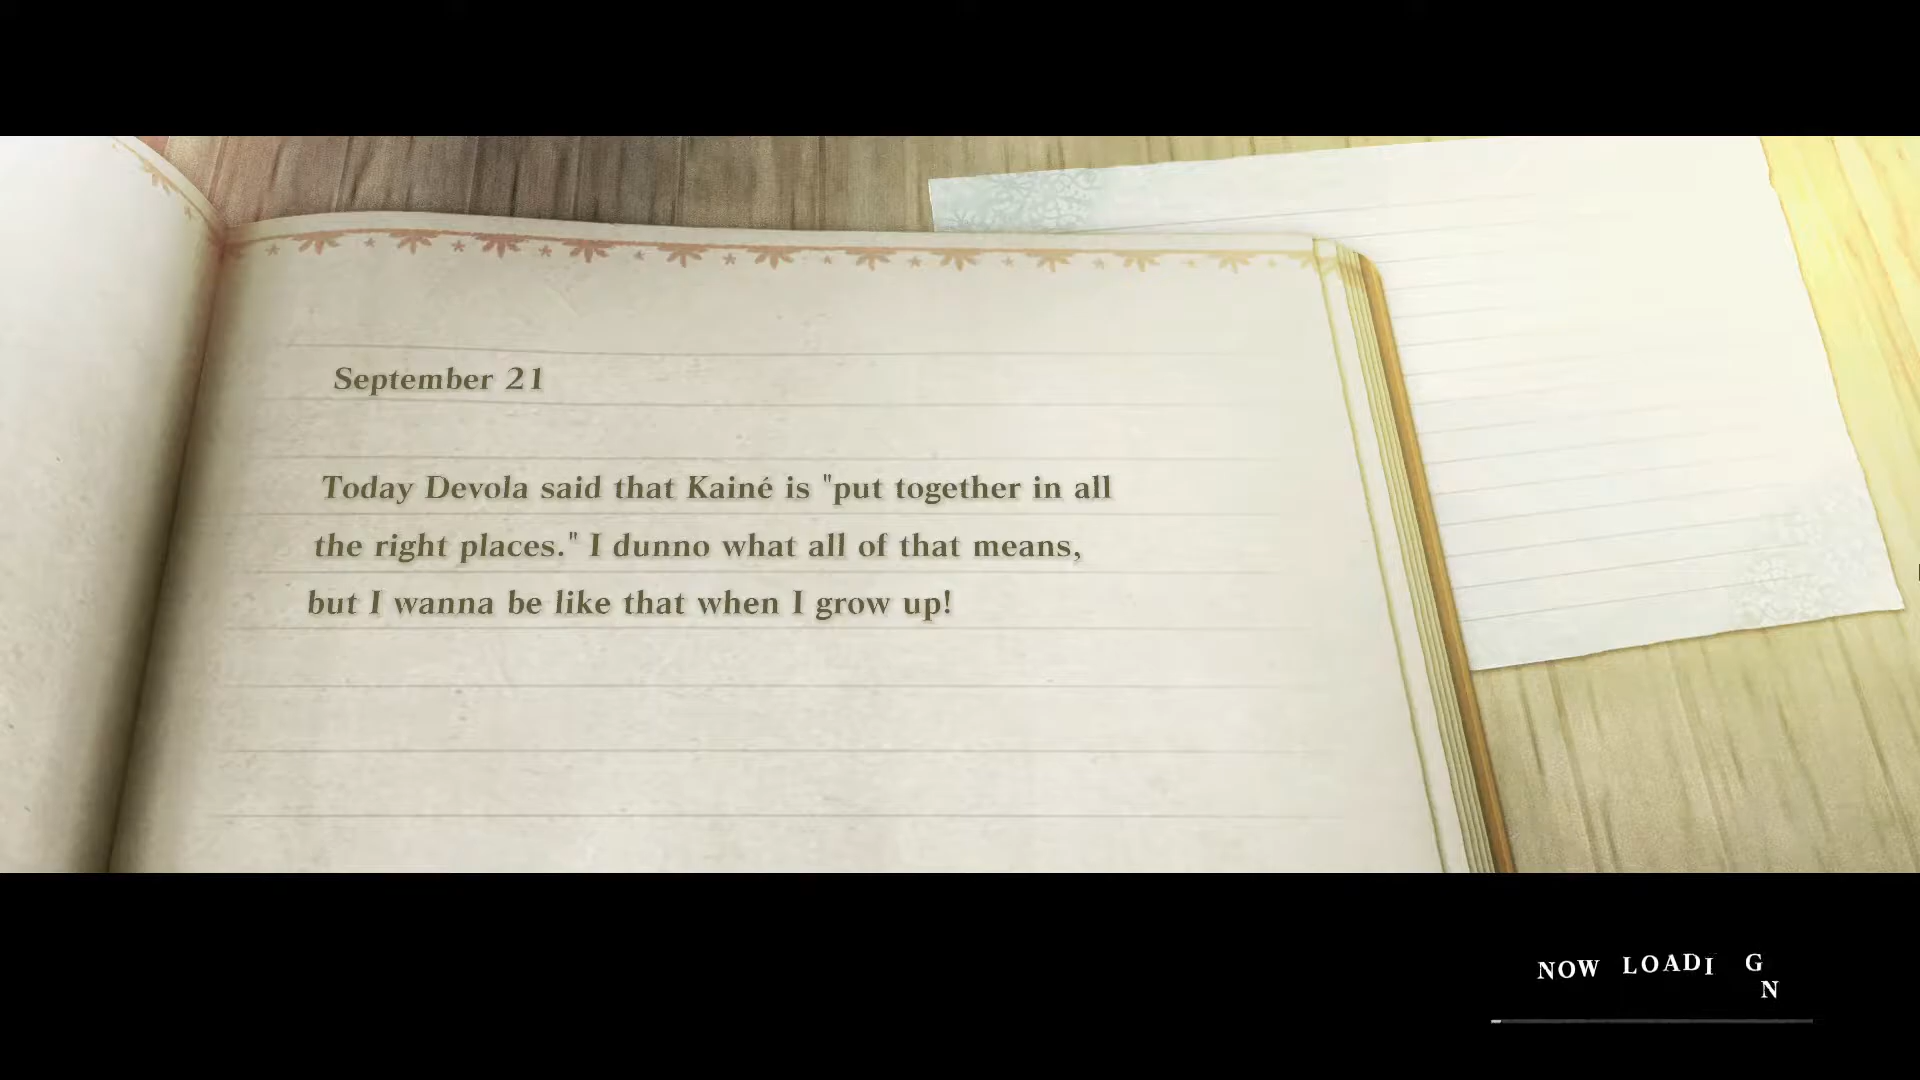 September 21
Today Devola said that Kainé is "put together in all
the right places." I dunno what all of that means,
but I wanna be like that when I grow up!
NOW LOADING